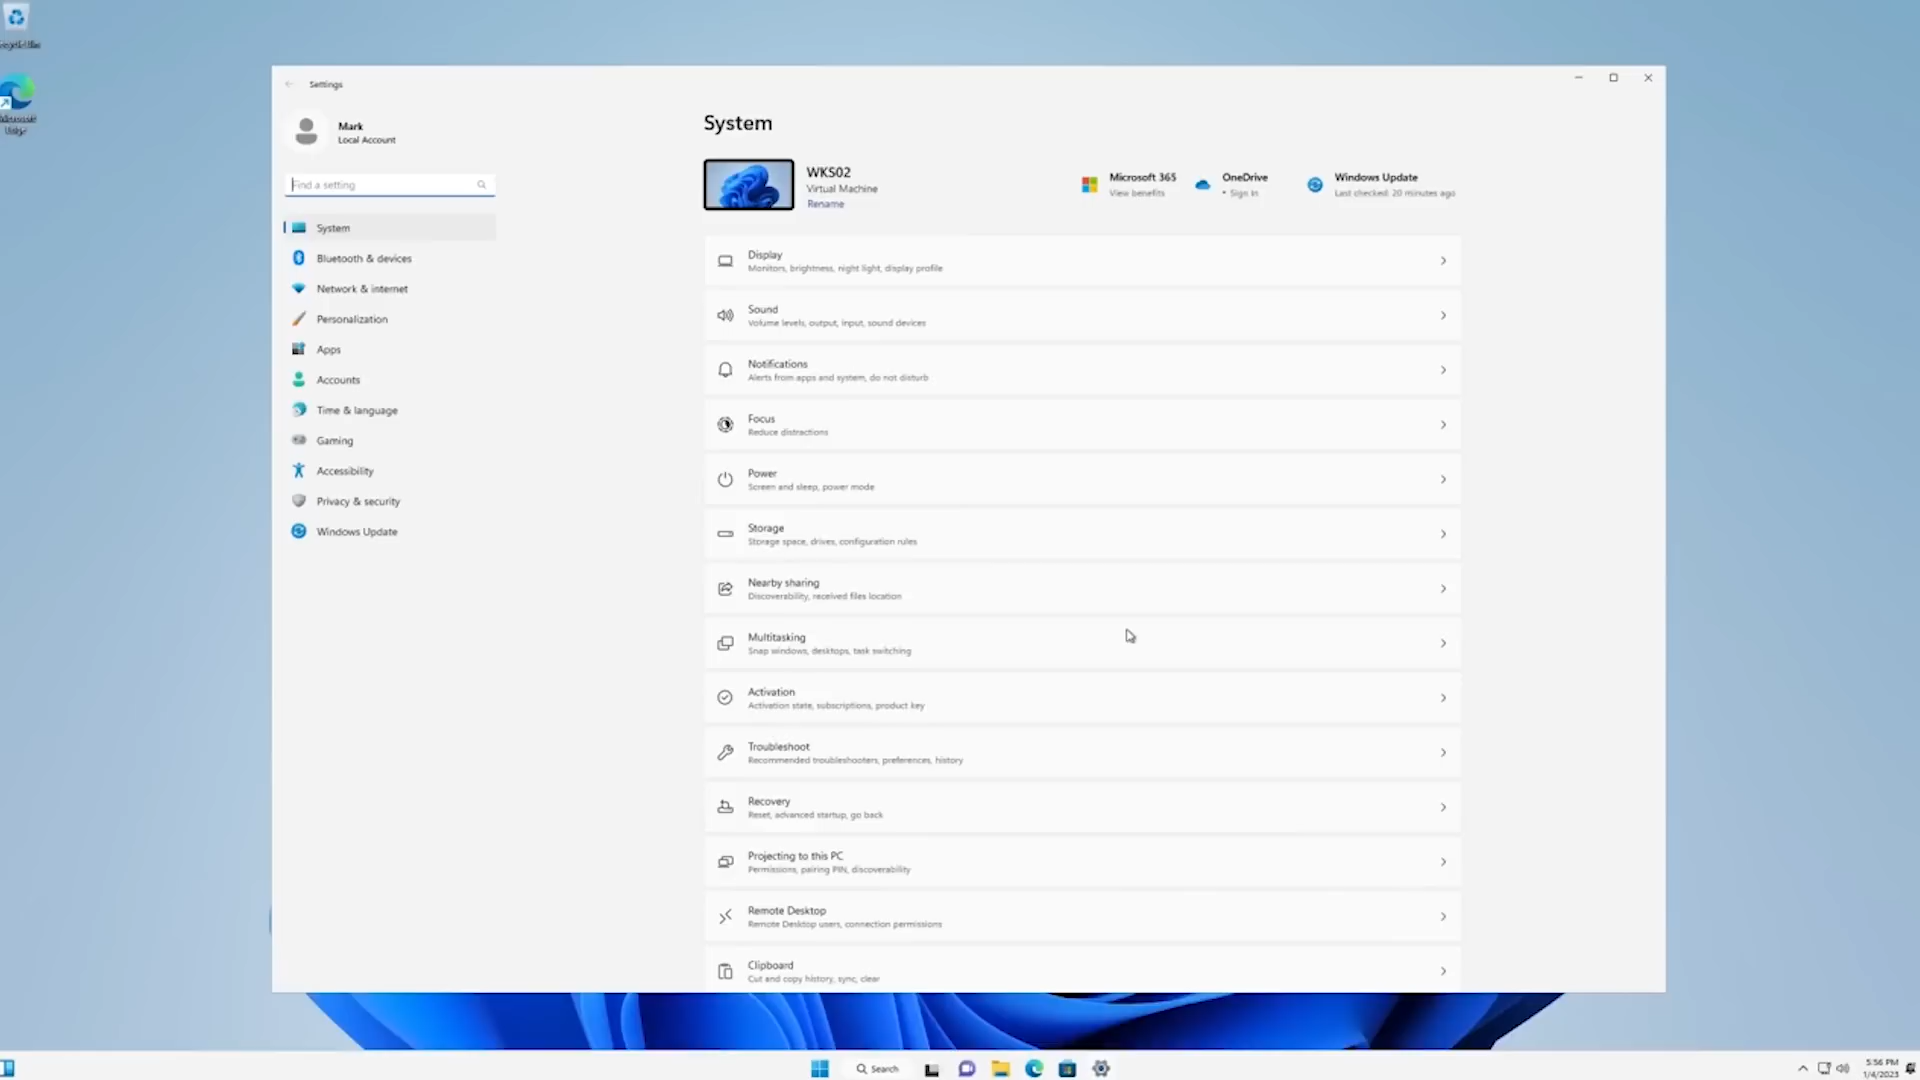 Microsoft
Edge
Settings
Mark
Local Account
Find a setting
System
Bluetooth & devices
Network & internet
Personalization
Apps
Accounts
Time & language
Gaming
Accessibility
Privacy & security
Windows Update
System
WKS02
Virtual Machine
Rename
Microsoft 365
View benefits
OneDrive
• Sign In
Windows Update
Last checked: 20 minutes ago
Display
Monitors, brightness, night light, display profile
Sound
Volume levels, output, input, sound devices
Notifications
Alerts from apps and system, do not disturb
Focus
Reduce distractions
Power
Screen and sleep, power mode
Storage
Storage space, drives, configuration rules
Nearby sharing
Discoverability, received files location
Multitasking
Snap windows, desktops, task switching
Activation
Activation state, subscriptions, product key
Troubleshoot
Recommended troubleshooters, preferences, history
Recovery
Reset, advanced startup, go back
Projecting to this PC
Permissions, pairing PIN, discoverability
Remote Desktop
Remote Desktop users, connection permissions
Clipboard
Cut and copy history, sync, clear
Search
5:56 PM
1/4/2023